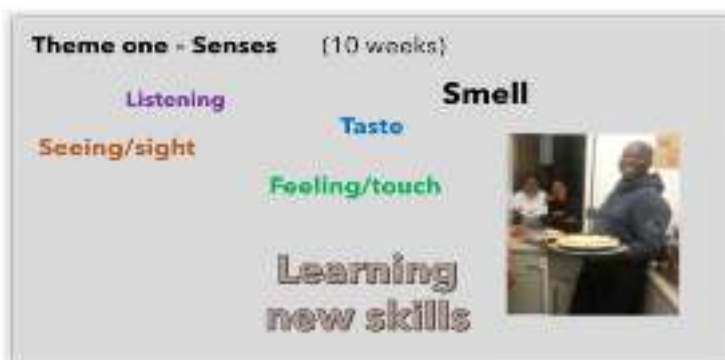 Theme one - Senses (10 weeks)
Listening
Smell
Taste
Seeing/sight
Feeling/touch
Learning
new skills